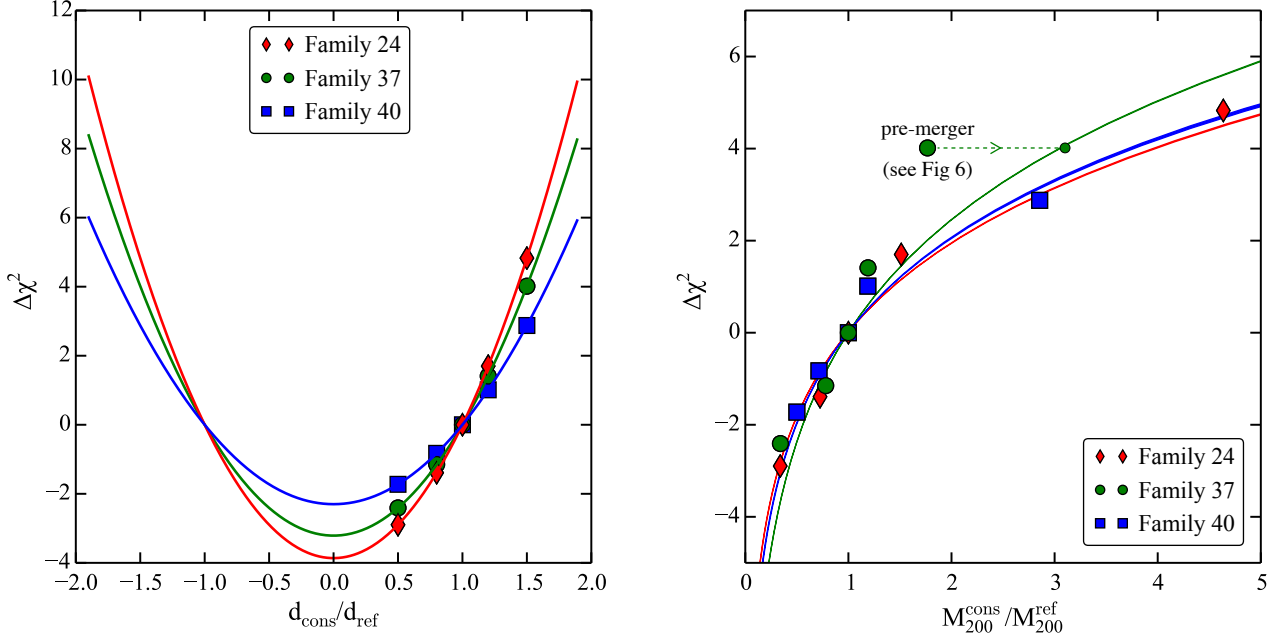 12
10
8
6
4
2
0
−2
−4
Δχ²
−2.0 −1.5 −1.0 −0.5 0.0 0.5 1.0 1.5 2.0
d_cons/d_ref
Family 24
Family 37
Family 40
6
4
2
0
−2
−4
Δχ²
pre-merger
(see Fig 6)
Family 24
Family 37
Family 40
0 1 2 3 4 5
M_200^cons/M_200^ref